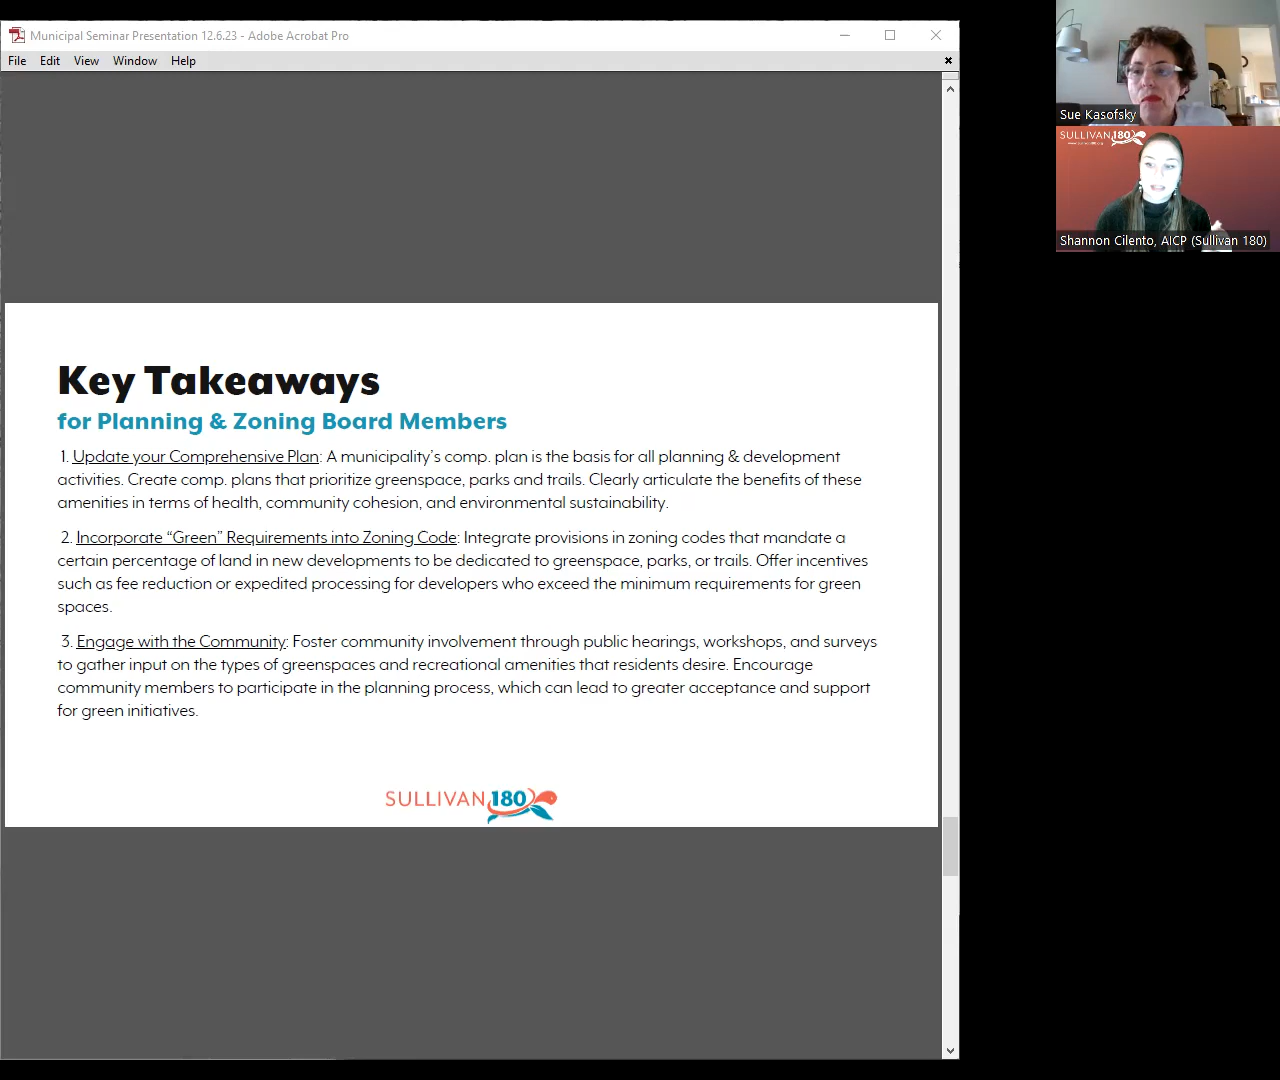 Municipal Seminar Presentation 12.6.23 - Adobe Acrobat Pro
File Edit View Window Help
Key Takeaways
for Planning & Zoning Board Members
1. Update your Comprehensive Plan: A municipality's comp. plan is the basis for all planning & development
activities. Create comp. plans that prioritize greenspace, parks and trails. Clearly articulate the benefits of these
amenities in terms of health, community cohesion, and environmental sustainability.
2. Incorporate “Green” Requirements into Zoning Code: Integrate provisions in zoning codes that mandate a
certain percentage of land in new developments to be dedicated to greenspace, parks, or trails. Offer incentives
such as fee reduction or expedited processing for developers who exceed the minimum requirements for green
spaces.
3. Engage with the Community: Foster community involvement through public hearings, workshops, and surveys
to gather input on the types of greenspaces and recreational amenities that residents desire. Encourage
community members to participate in the planning process, which can lead to greater acceptance and support
for green initiatives.
SULLIVAN 180
Sue Kasofsky
SULLIVAN 180
Shannon Cilento, AICP (Sullivan 180)